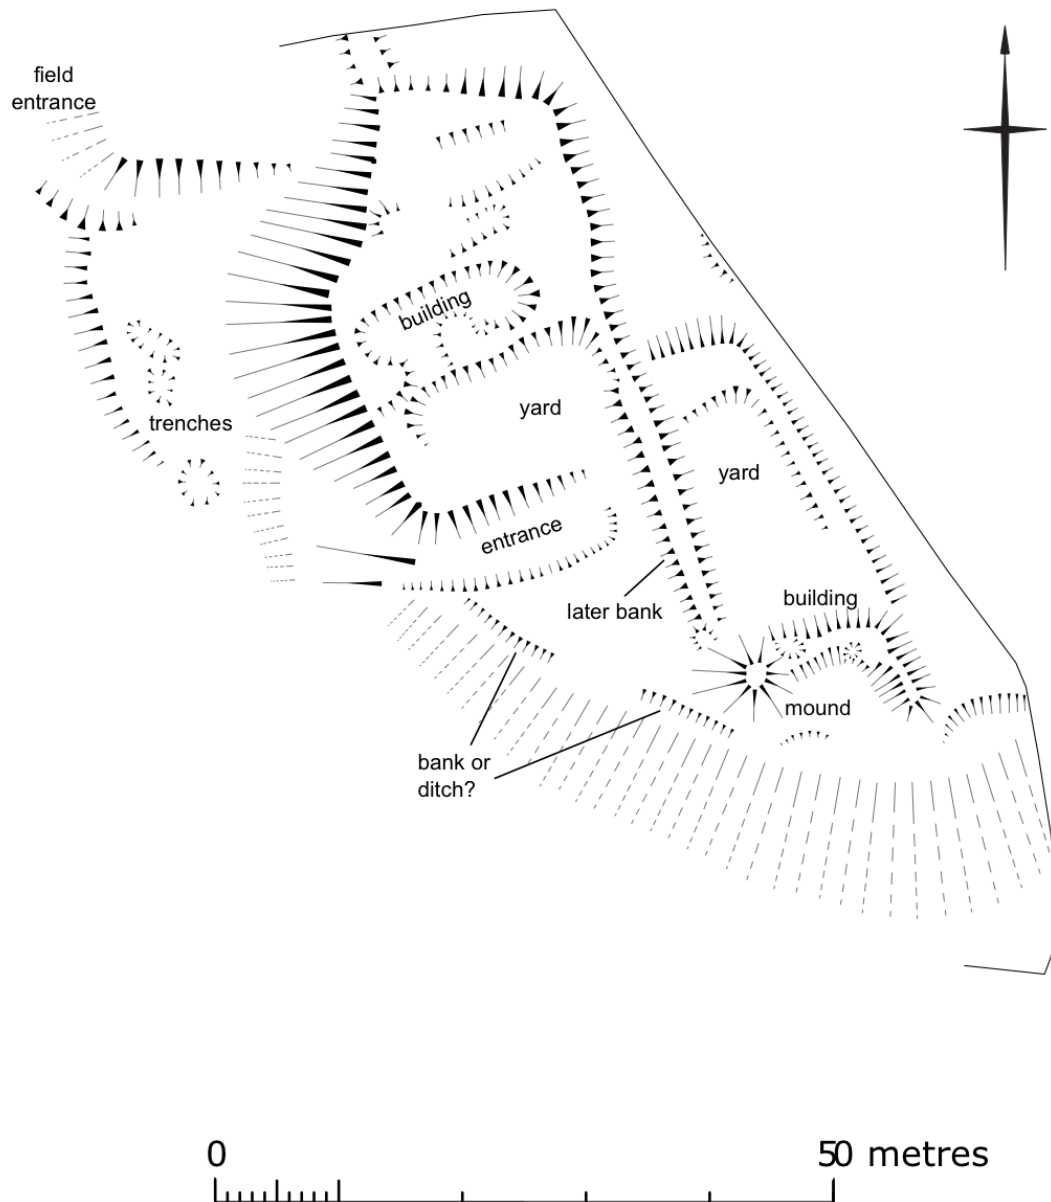 field
entrance
building
trenches
yard
yard
entrance
later bank
building
mound
bank or
ditch?
0
50 metres